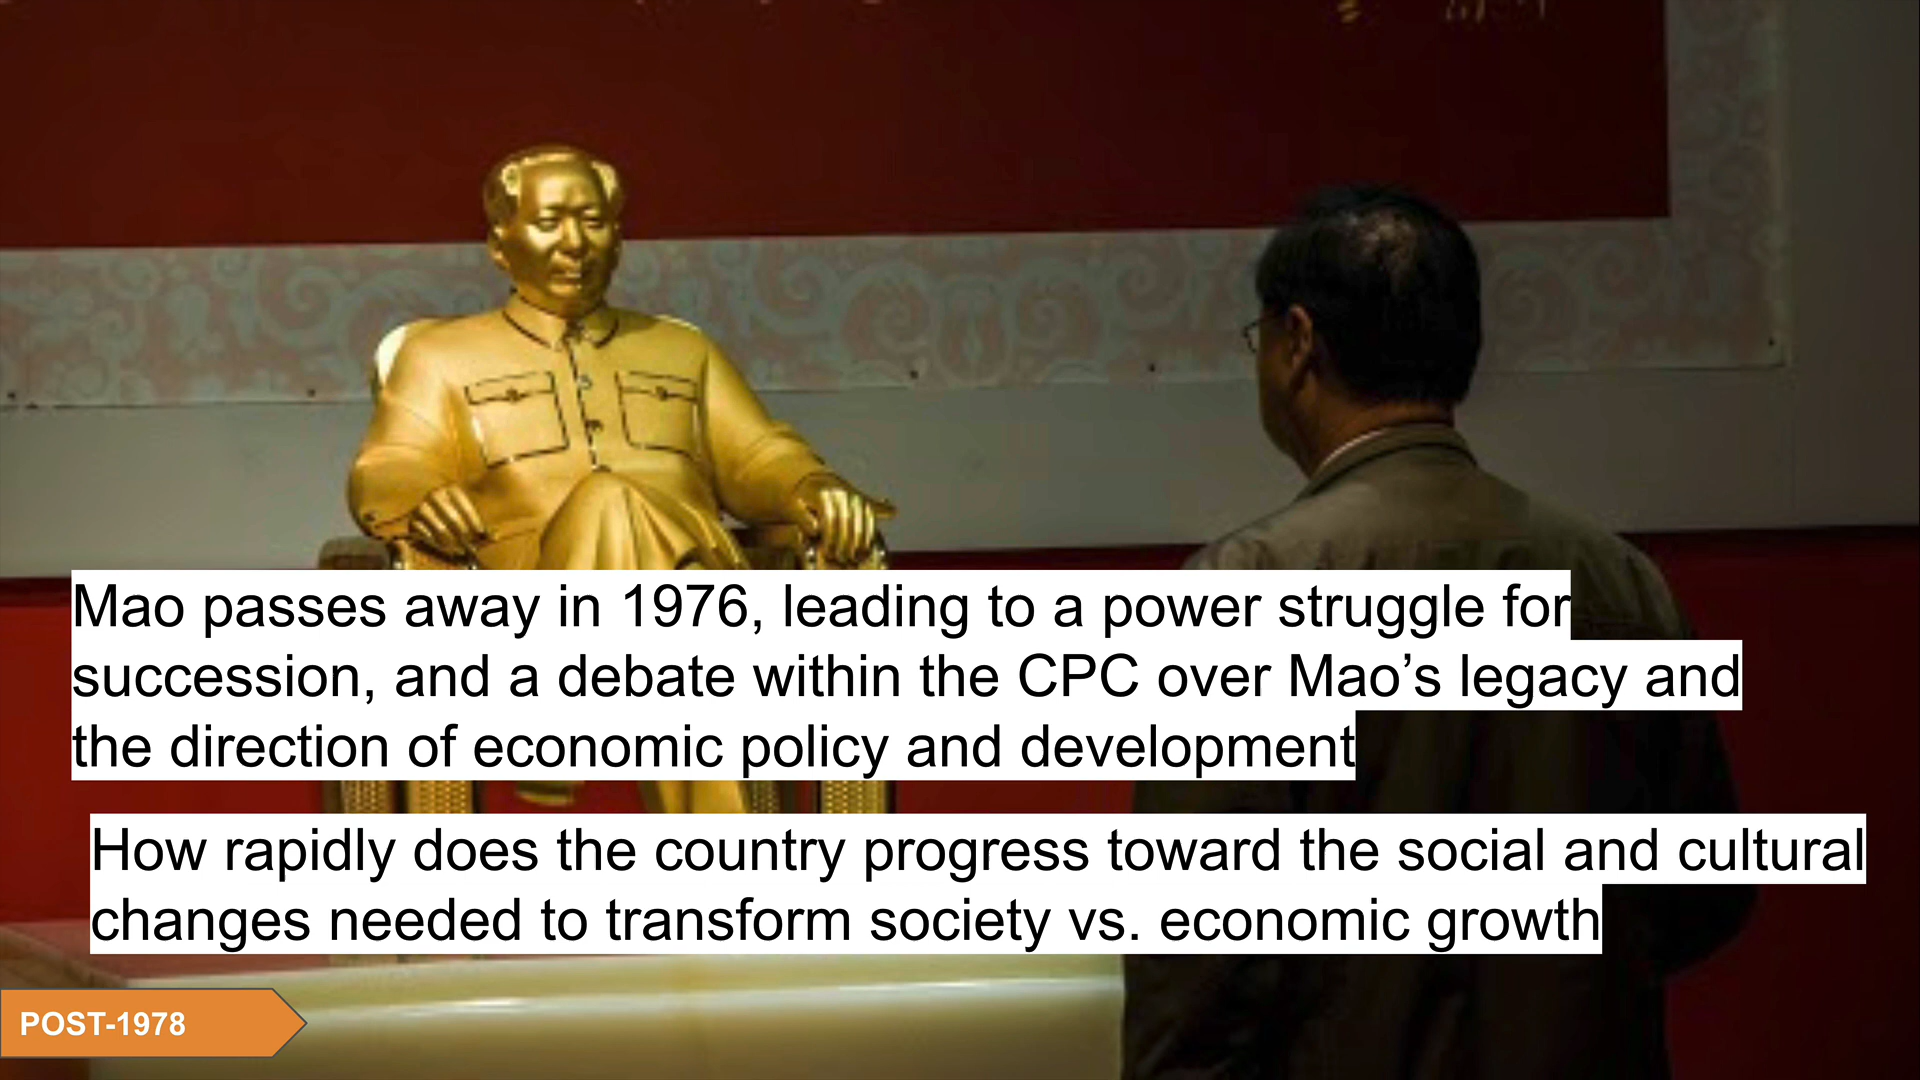 Mao passes away in 1976, leading to a power struggle for
succession, and a debate within the CPC over Mao’s legacy and
the direction of economic policy and development
How rapidly does the country progress toward the social and cultural
changes needed to transform society vs. economic growth
POST-1978